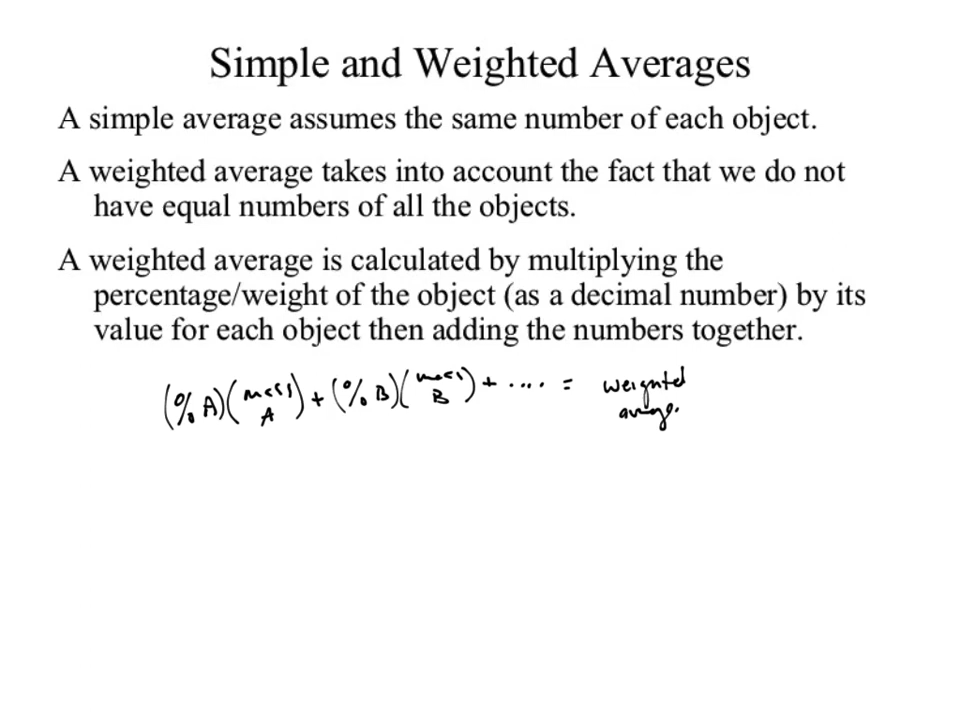 Simple and Weighted Averages
A simple average assumes the same number of each object.
A weighted average takes into account the fact that we do not
have equal numbers of all the objects.
A weighted average is calculated by multiplying the
percentage/weight of the object (as a decimal number) by its
value for each object then adding the numbers together.
(% A)(mass A) + (% B)(mass B) + .... = weighted
average.